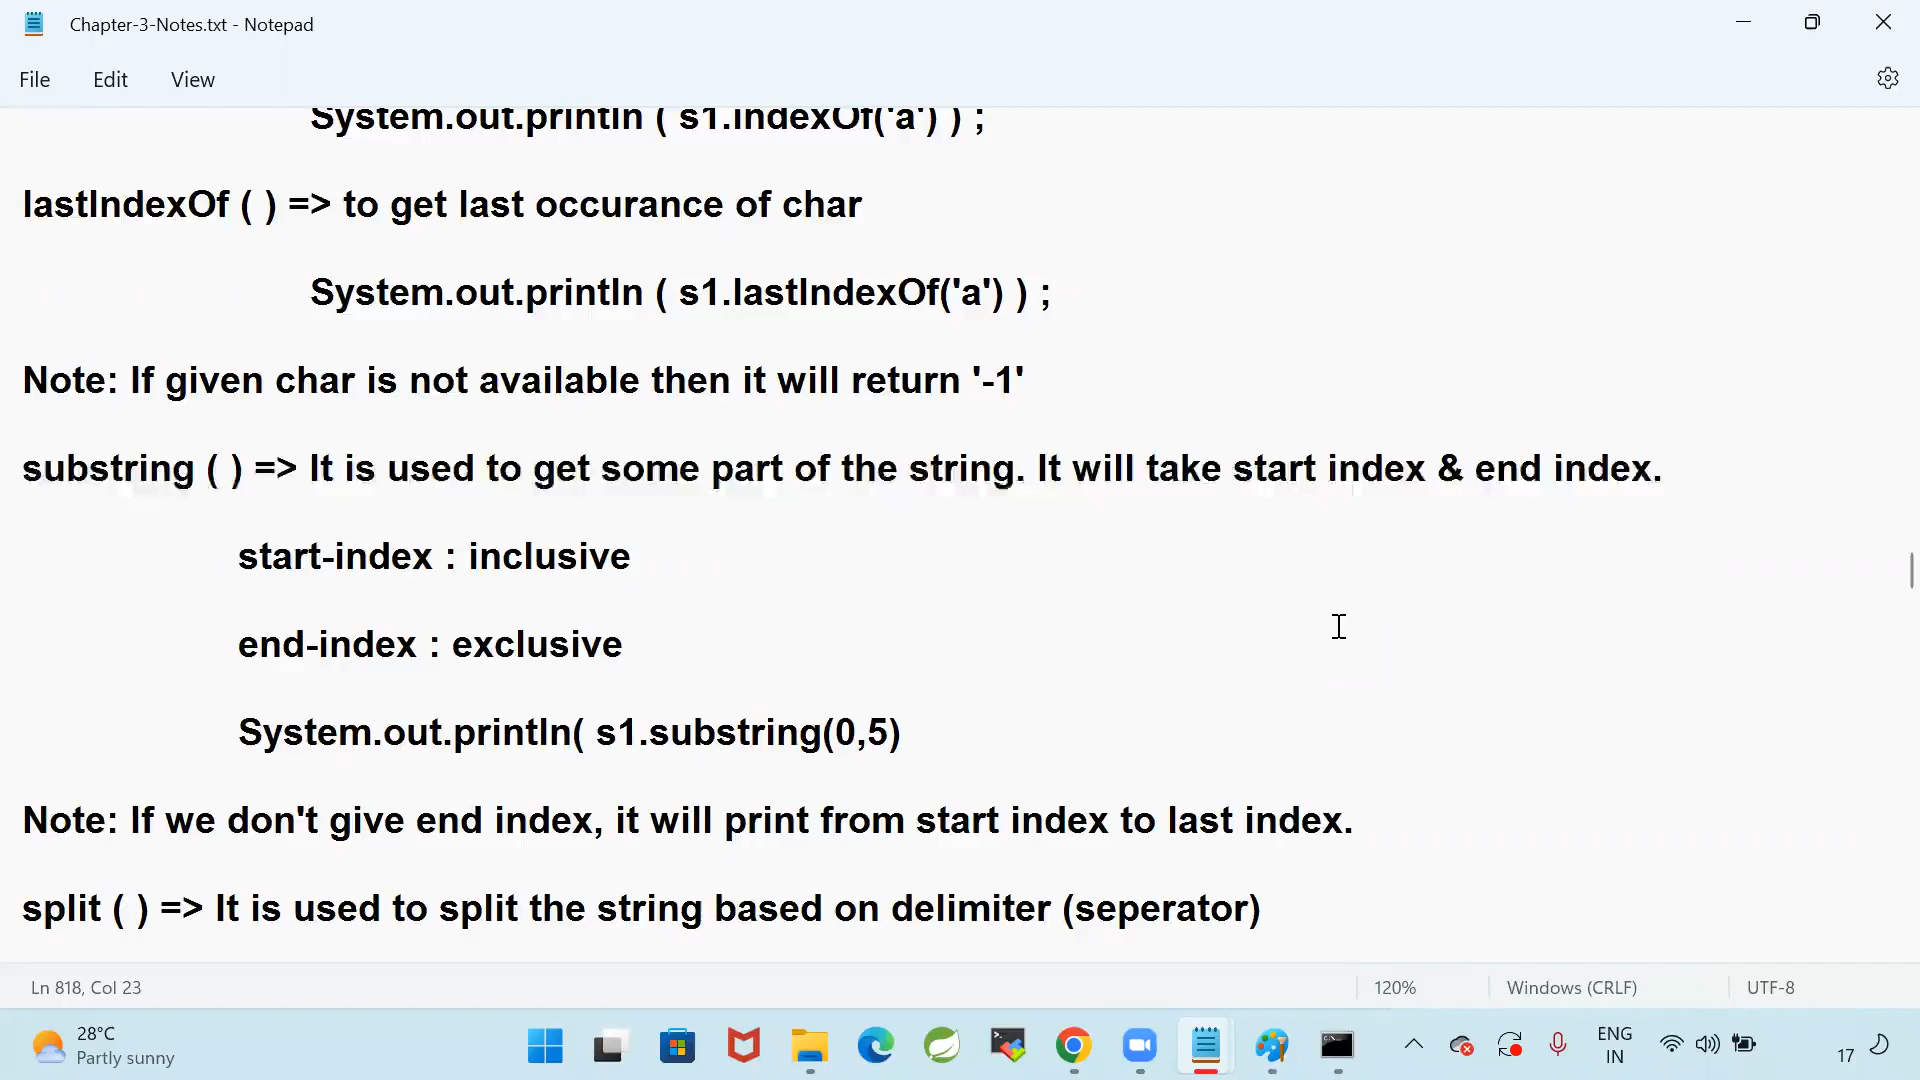 Chapter-3-Notes.txt - Notepad
File Edit View
System.out.println ( s1.indexOf('a') ) ;
lastIndexOf ( ) => to get last occurance of char
System.out.println ( s1.lastIndexOf('a') ) ;
Note: If given char is not available then it will return '-1'
substring ( ) => It is used to get some part of the string. It will take start index & end index.
start-index : inclusive
end-index : exclusive
System.out.println( s1.substring(0,5)
Note: If we don't give end index, it will print from start index to last index.
split ( ) => It is used to split the string based on delimiter (seperator)
Ln 818, Col 23 120% Windows (CRLF) UTF-8
28°C
Partly sunny
ENG
IN
17